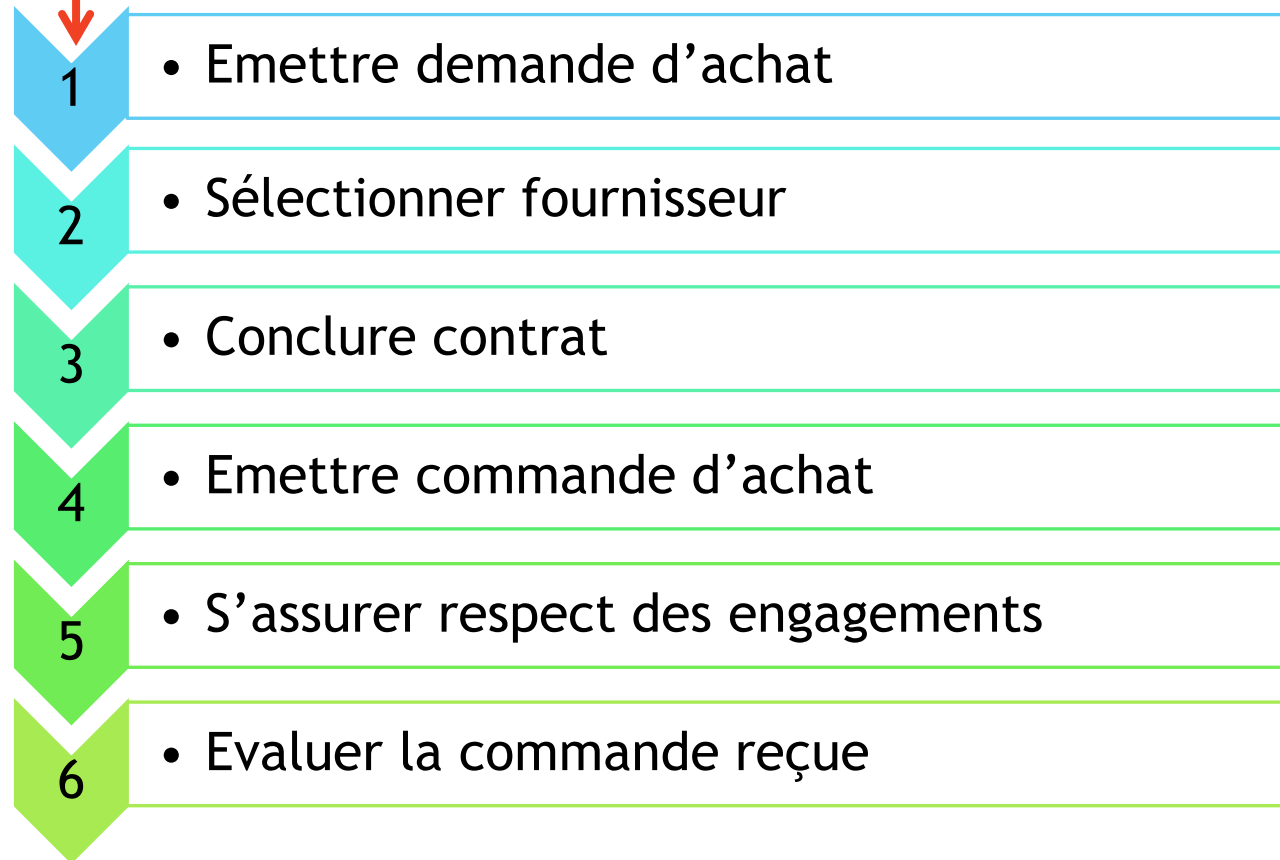 1 • Emettre demande d’achat
2 • Sélectionner fournisseur
3 • Conclure contrat
4 • Emettre commande d’achat
5 • S’assurer respect des engagements
6 • Evaluer la commande reçue